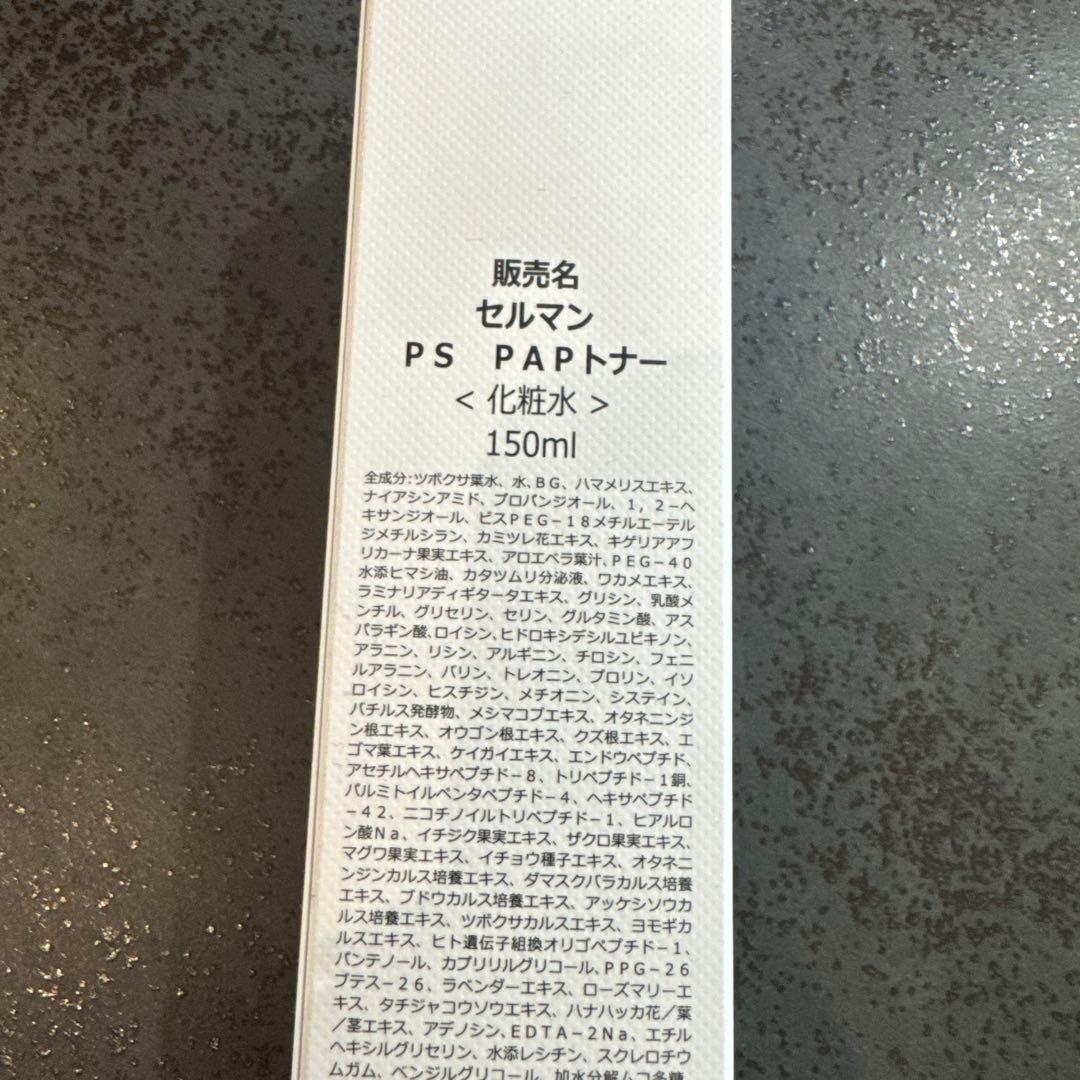 販売名
セルマン
ＰＳ　ＰＡＰトナー
< 化粧水 >
150ml
全成分:ツボクサ葉水、水、ＢＧ、ハマメリスエキス、
ナイアシンアミド、プロパンジオール、１，２−ヘ
キサンジオール、ビスＰＥＧ−１８メチルエーテル
ジメチルシラン、カミツレ花エキス、キゲリアアフ
リカーナ果実エキス、アロエベラ葉汁、ＰＥＧ−４０
水添ヒマシ油、カタツムリ分泌液、ワカメエキス、
ラミナリアディギタータエキス、グリシン、乳酸メ
ンチル、グリセリン、セリン、グルタミン酸、アス
パラギン酸、ロイシン、ヒドロキシデシルユビキノン、
アラニン、リシン、アルギニン、チロシン、フェニ
ルアラニン、バリン、トレオニン、プロリン、イソ
ロイシン、ヒスチジン、メチオニン、システイン、
バチルス発酵物、メシマコブエキス、オタネニンジ
ン根エキス、オウゴン根エキス、クズ根エキス、エ
ゴマ葉エキス、ケイガイエキス、エンドウペプチド、
アセチルヘキサペプチド−８、トリペプチド−１銅、
パルミトイルペンタペプチド−４、ヘキサペプチド
−４２、ニコチノイルトリペプチド−１、ヒアルロ
ン酸Ｎａ、イチジク果実エキス、ザクロ果実エキス、
マグワ果実エキス、イチョウ種子エキス、オタネニ
ンジンカルス培養エキス、ダマスクバラカルス培養
エキス、ブドウカルス培養エキス、アッケシソウカ
ルス培養エキス、ツボクサカルスエキス、ヨモギカ
ルスエキス、ヒト遺伝子組換オリゴペプチド−１、
パンテノール、カプリリルグリコール、ＰＰＧ−２６
ブテス−２６、ラベンダーエキス、ローズマリーエ
キス、タチジャコウソウエキス、ハナハッカ花／葉
／茎エキス、アデノシン、ＥＤＴＡ−２Ｎａ、エチル
ヘキシルグリセリン、水添レシチン、スクレロチウ
ムガム、ベンジルグリコール、加水分解ムコ多糖、